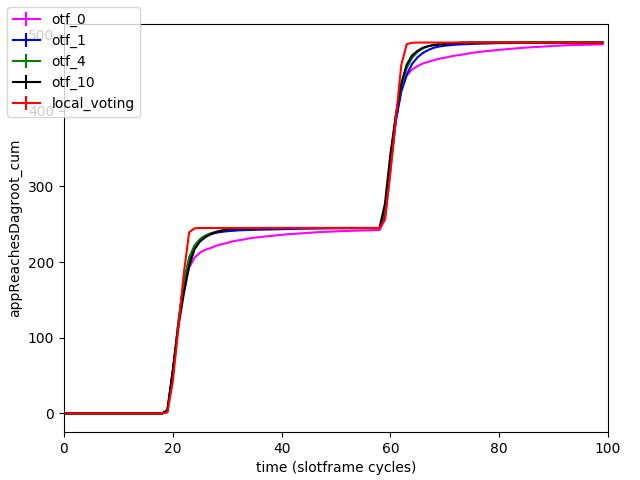 otf_0
otf_1
otf_4
otf_10
local_voting
500
400
300
200
100
0
appReachesDagroot_cum
0 20 40 60 80 100
time (slotframe cycles)